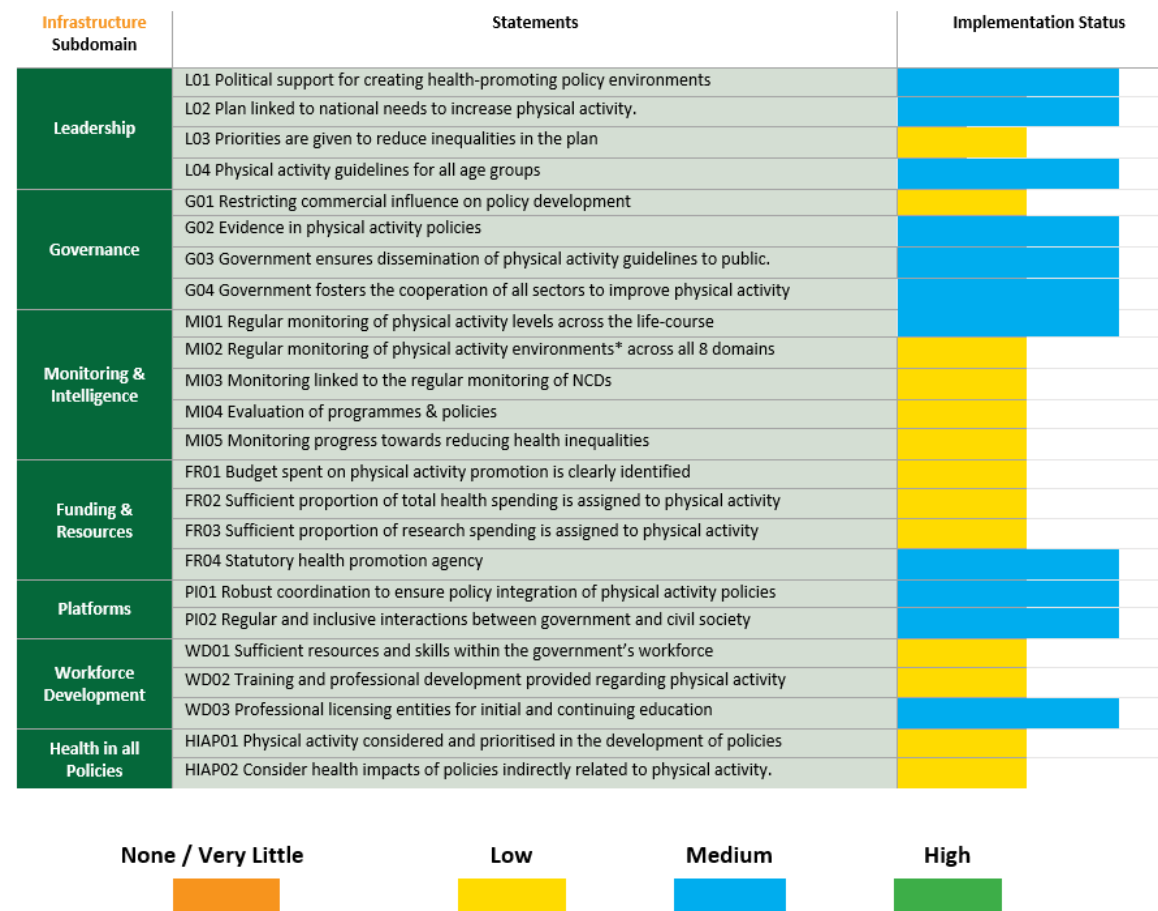 Infrastructure
Subdomain
Statements
Implementation Status
Leadership
L01 Political support for creating health-promoting policy environments
L02 Plan linked to national needs to increase physical activity.
L03 Priorities are given to reduce inequalities in the plan
L04 Physical activity guidelines for all age groups
Governance
G01 Restricting commercial influence on policy development
G02 Evidence in physical activity policies
G03 Government ensures dissemination of physical activity guidelines to public.
G04 Government fosters the cooperation of all sectors to improve physical activity
Monitoring &
Intelligence
MI01 Regular monitoring of physical activity levels across the life-course
MI02 Regular monitoring of physical activity environments* across all 8 domains
MI03 Monitoring linked to the regular monitoring of NCDs
MI04 Evaluation of programmes & policies
MI05 Monitoring progress towards reducing health inequalities
Funding &
Resources
FR01 Budget spent on physical activity promotion is clearly identified
FR02 Sufficient proportion of total health spending is assigned to physical activity
FR03 Sufficient proportion of research spending is assigned to physical activity
FR04 Statutory health promotion agency
Platforms
PI01 Robust coordination to ensure policy integration of physical activity policies
PI02 Regular and inclusive interactions between government and civil society
Workforce
Development
WD01 Sufficient resources and skills within the government's workforce
WD02 Training and professional development provided regarding physical activity
WD03 Professional licensing entities for initial and continuing education
Health in all
Policies
HIAP01 Physical activity considered and prioritised in the development of policies
HIAP02 Consider health impacts of policies indirectly related to physical activity.
None / Very Little
Low
Medium
High